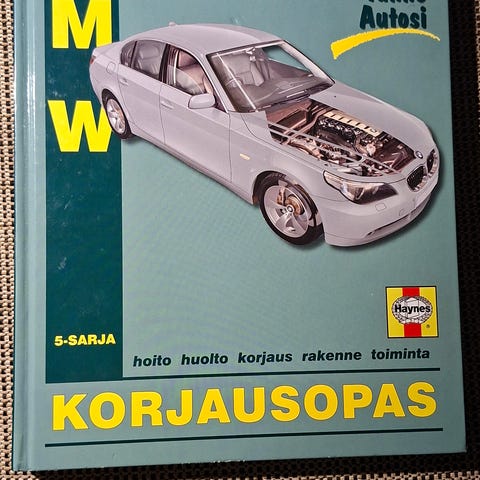 Autosi
M
W
5-SARJA
Haynes
hoito huolto korjaus rakenne toiminta
KORJAUSOPAS